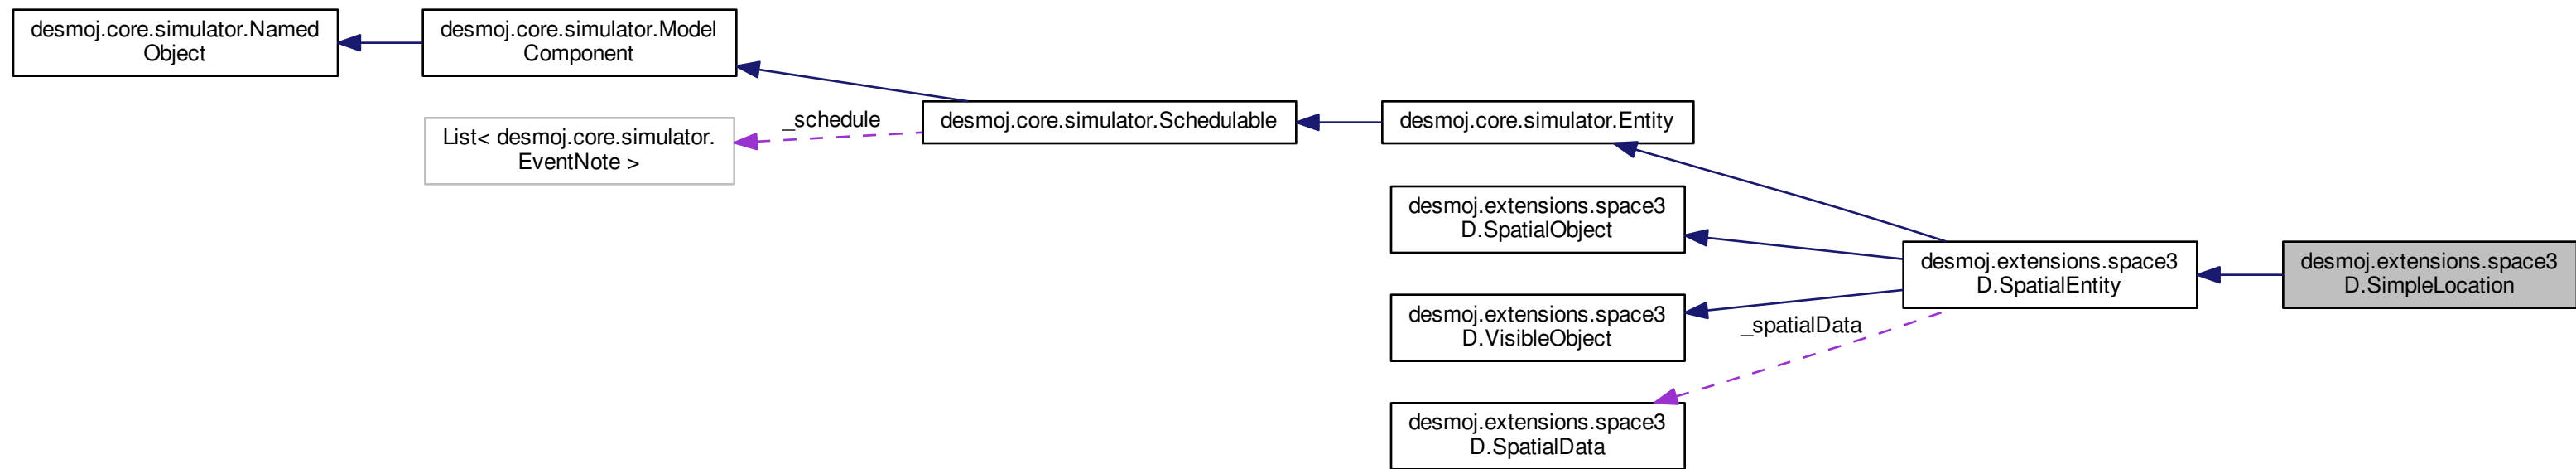 desmoj.core.simulator.Named
Object
desmoj.core.simulator.Model
Component
_schedule
List< desmoj.core.simulator.
EventNote >
desmoj.core.simulator.Schedulable
desmoj.core.simulator.Entity
desmoj.extensions.space3
D.SpatialObject
desmoj.extensions.space3
D.VisibleObject
_spatialData
desmoj.extensions.space3
D.SpatialData
desmoj.extensions.space3
D.SpatialEntity
desmoj.extensions.space3
D.SimpleLocation